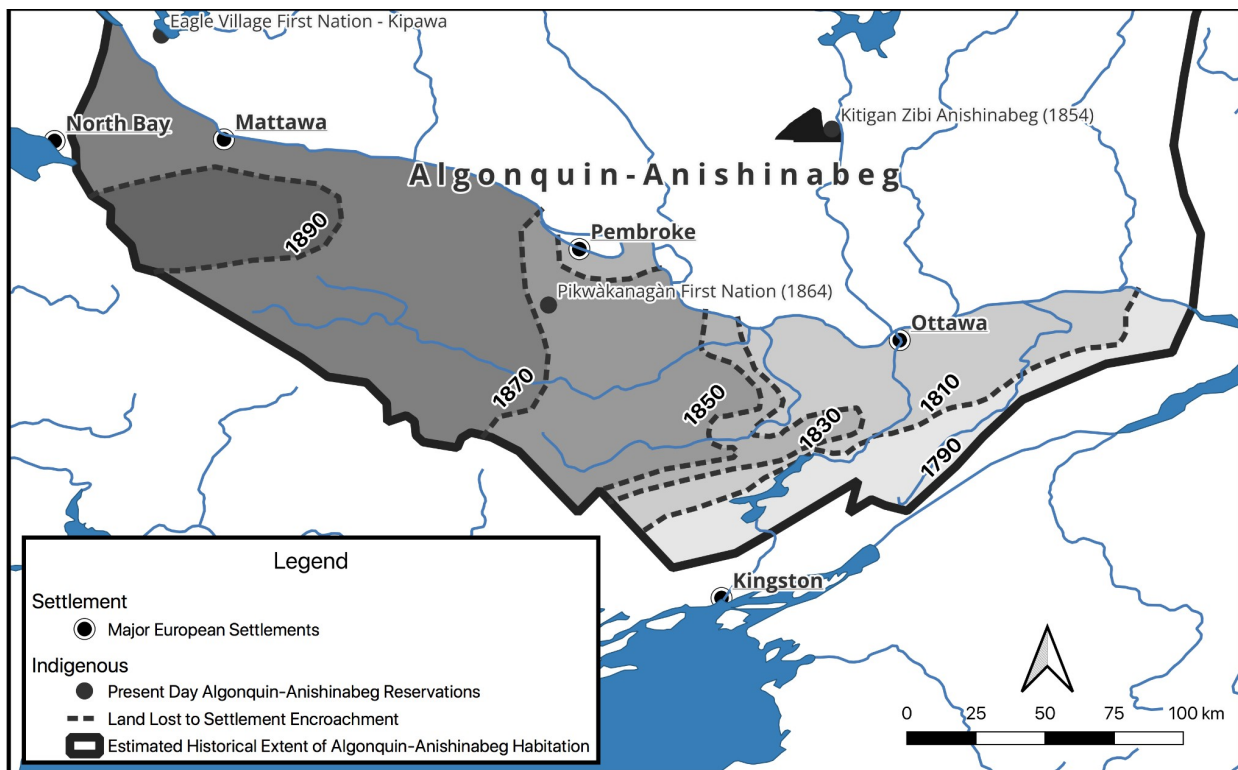 Eagle Village First Nation - Kipawa
Kitigan Zibi Anishinabeg (1854)
North Bay
Mattawa
Algonquin-Anishinabeg
1890
Pembroke
Pikwàkanagàn First Nation (1864)
Ottawa
1870
1850
1830
1810
1790
Kingston
Legend
Settlement
Major European Settlements
Indigenous
Present Day Algonquin-Anishinabeg Reservations
Land Lost to Settlement Encroachment
Estimated Historical Extent of Algonquin-Anishinabeg Habitation
0 25 50 75 100 km